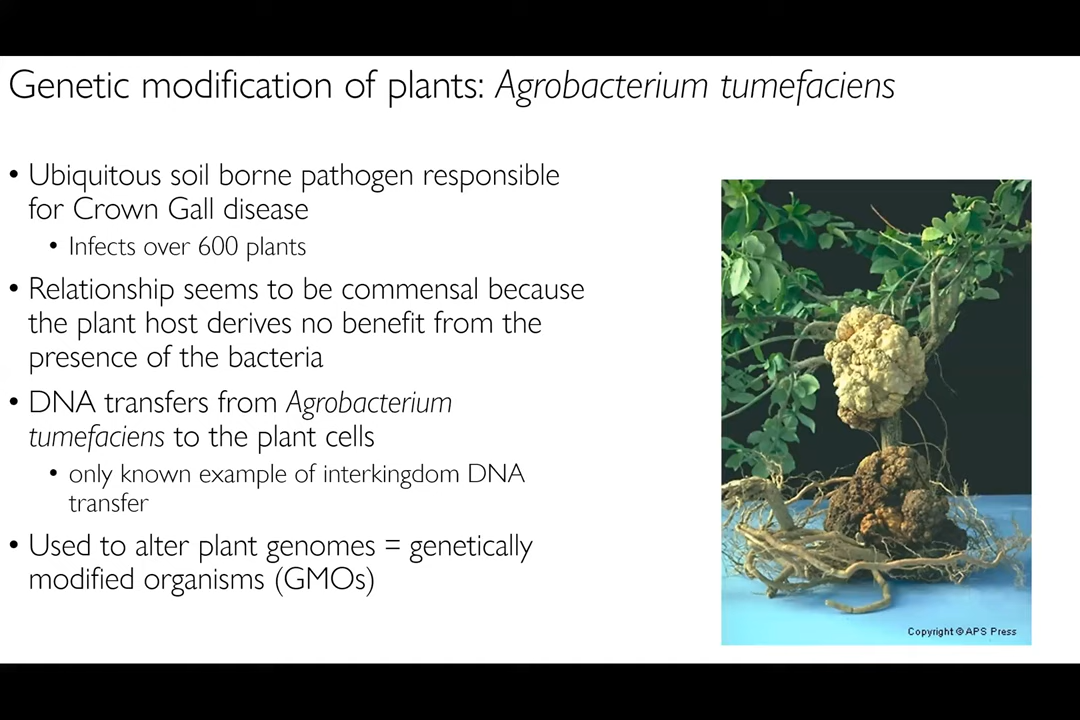 Genetic modification of plants: Agrobacterium tumefaciens
• Ubiquitous soil borne pathogen responsible
for Crown Gall disease
• Infects over 600 plants
• Relationship seems to be commensal because
the plant host derives no benefit from the
presence of the bacteria
• DNA transfers from Agrobacterium
tumefaciens to the plant cells
• only known example of interkingdom DNA
transfer
• Used to alter plant genomes = genetically
modified organisms (GMOs)
Copyright © APS Press